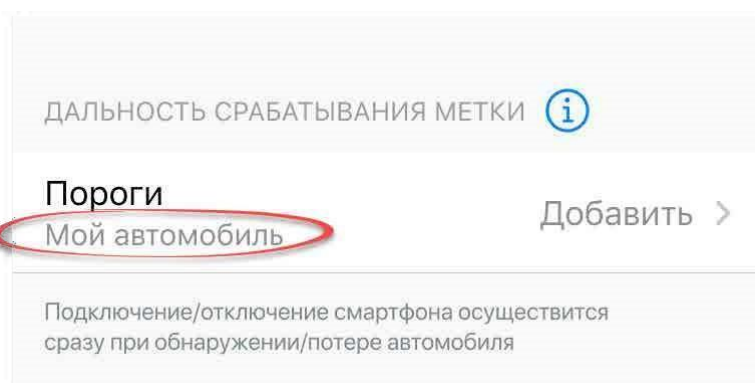 ДАЛЬНОСТЬ СРАБАТЫВАНИЯ МЕТКИ i
Пороги
Мой автомобиль
Добавить >
Подключение/отключение смартфона осуществится
сразу при обнаружении/потере автомобиля